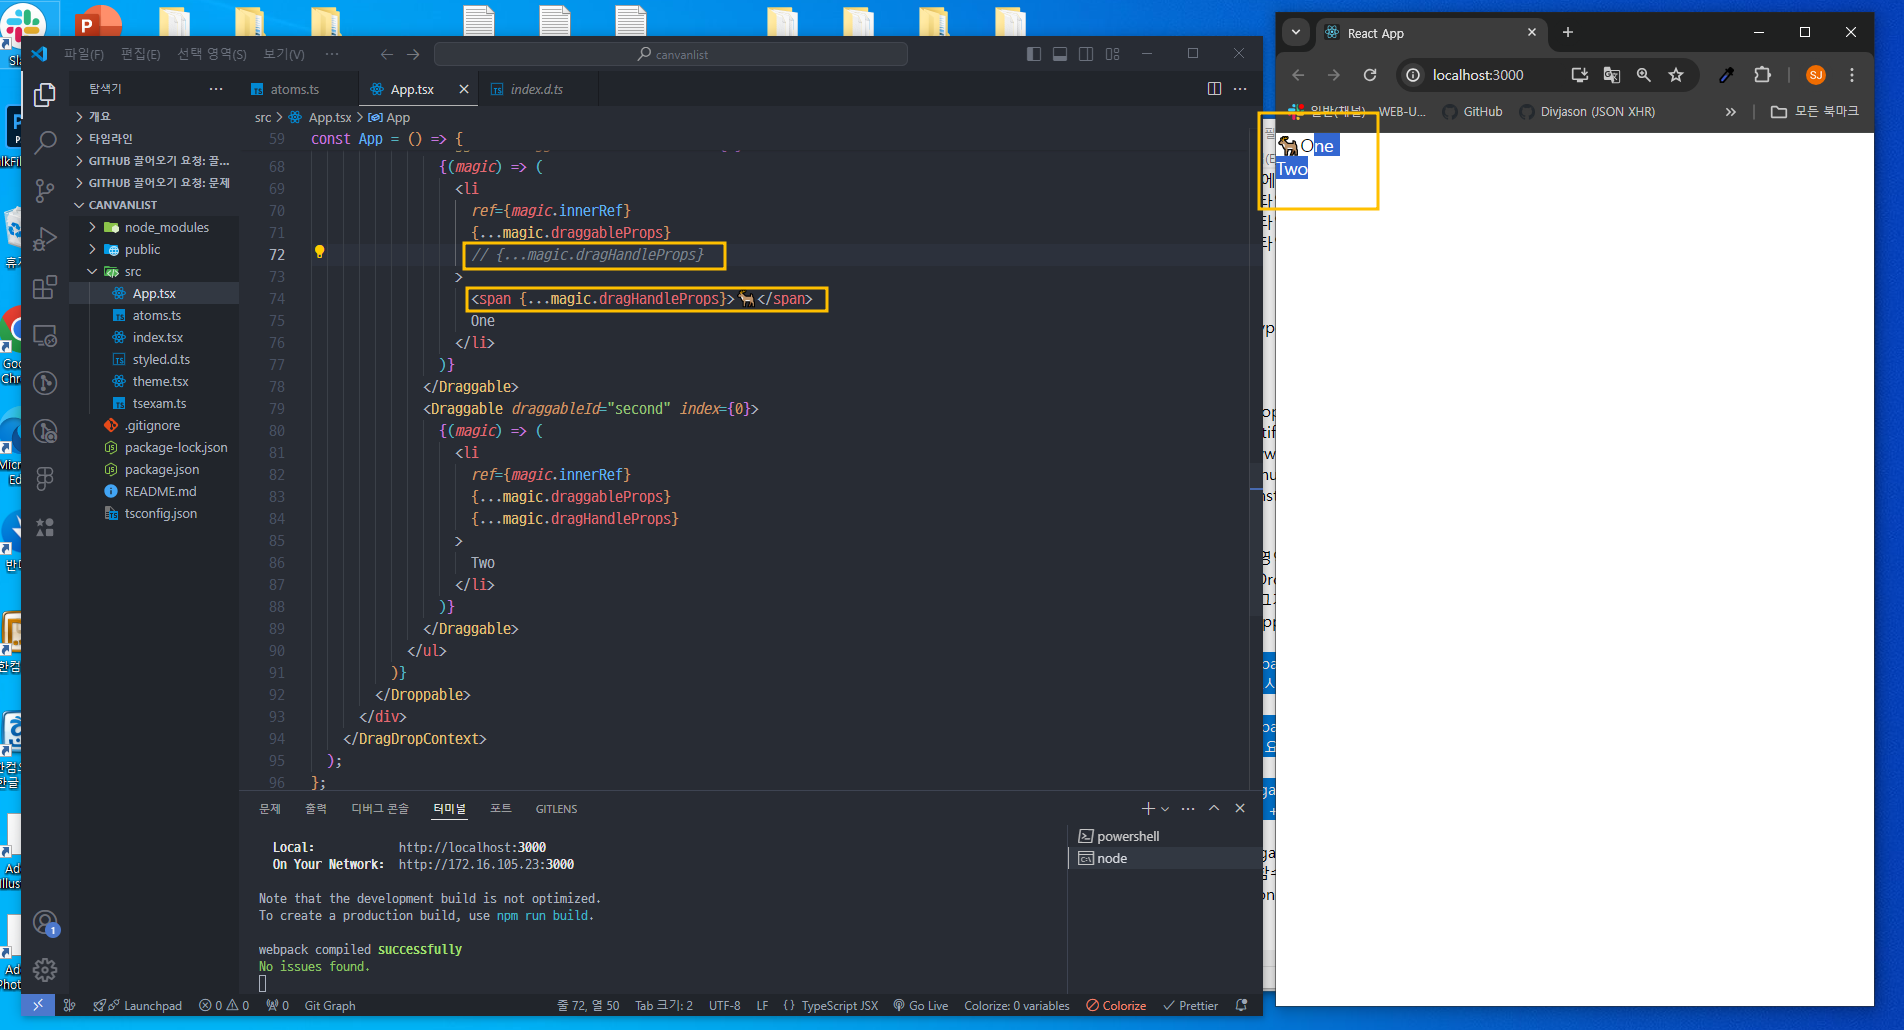 파일(F) 편집(E) 선택 영역(S) 보기(V) ··· canvanlist
탐색기 ···
개요
타임라인
GITHUB 끌어오기 요청: 끌...
GITHUB 끌어오기 요청: 문제
CANVANLIST
node_modules
public
src
App.tsx
atoms.ts
index.tsx
styled.d.ts
theme.tsx
tsexam.ts
.gitignore
package-lock.json
package.json
README.md
tsconfig.json
atoms.ts App.tsx index.d.ts
src > App.tsx > App
59 const App = () => {
68 {(magic) => (
69 <li
70 ref={magic.innerRef}
71 {...magic.draggableProps}
72 // {...magic.dragHandleProps}
73 >
74 <span {...magic.dragHandleProps}>🐕</span>
75 One
76 </li>
77 )}
78 </Draggable>
79 <Draggable draggableId="second" index={0}>
80 {(magic) => (
81 <li
82 ref={magic.innerRef}
83 {...magic.draggableProps}
84 {...magic.dragHandleProps}
85 >
86 Two
87 </li>
88 )}
89 </Draggable>
90 </ul>
91 )}
92 </Droppable>
93 </div>
94 </DragDropContext>
95 );
96 };
문제 출력 디버그 콘솔 터미널 포트 GITLENS
Local: http://localhost:3000
On Your Network: http://172.16.105.23:3000
Note that the development build is not optimized.
To create a production build, use npm run build.
webpack compiled successfully
No issues found.
powershell
node
Launchpad 0 0 0 Git Graph 줄 72, 열 50 Tab 크기: 2 UTF-8 LF { } TypeScript JSX Go Live Colorize: 0 variables Colorize Prettier
React App
localhost:3000 SJ
일반(채널) WEB-U... GitHub Divjason (JSON XHR) » 모든 북마크
One
Two